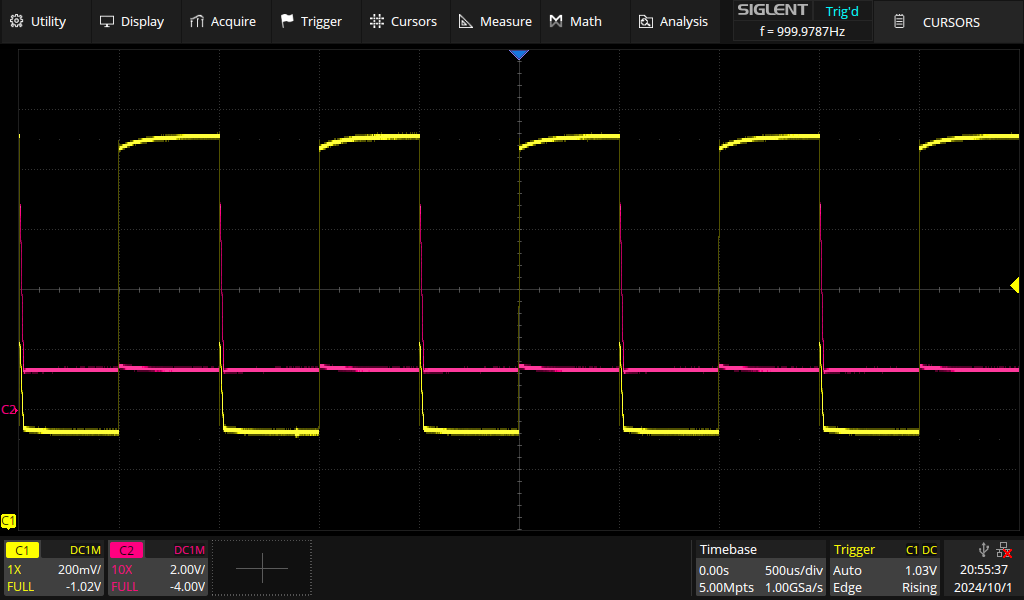 Utility Display Acquire Trigger Cursors Measure Math Analysis SIGLENT Trig'd CURSORS
f = 999.9787Hz
C2
C1
C1 DC1M C2 DC1M Timebase Trigger C1 DC
1X 200mV/ 10X 2.00V/ 0.00s 500us/div Auto 1.03V 20:55:37
FULL -1.02V FULL -4.00V 5.00Mpts 1.00GSa/s Edge Rising 2024/10/1